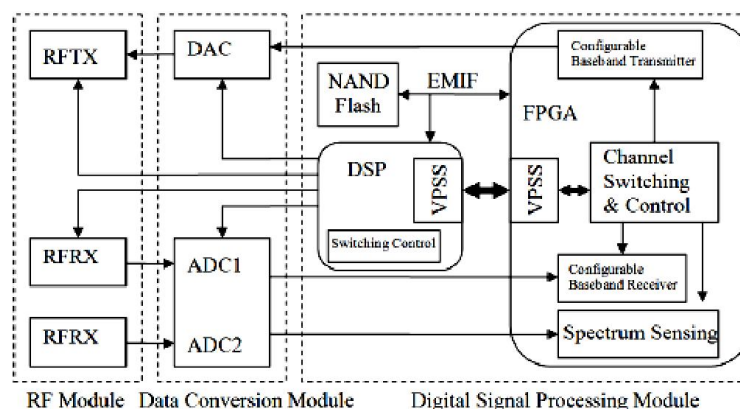 RFTX
DAC
Configurable
Baseband Transmitter
NAND
Flash
EMIF
FPGA
DSP
VPSS
VPSS
Channel
Switching
& Control
Switching Control
RFRX
ADC1
Configurable
Baseband Receiver
RFRX
ADC2
Spectrum Sensing
RF Module
Data Conversion Module
Digital Signal Processing Module